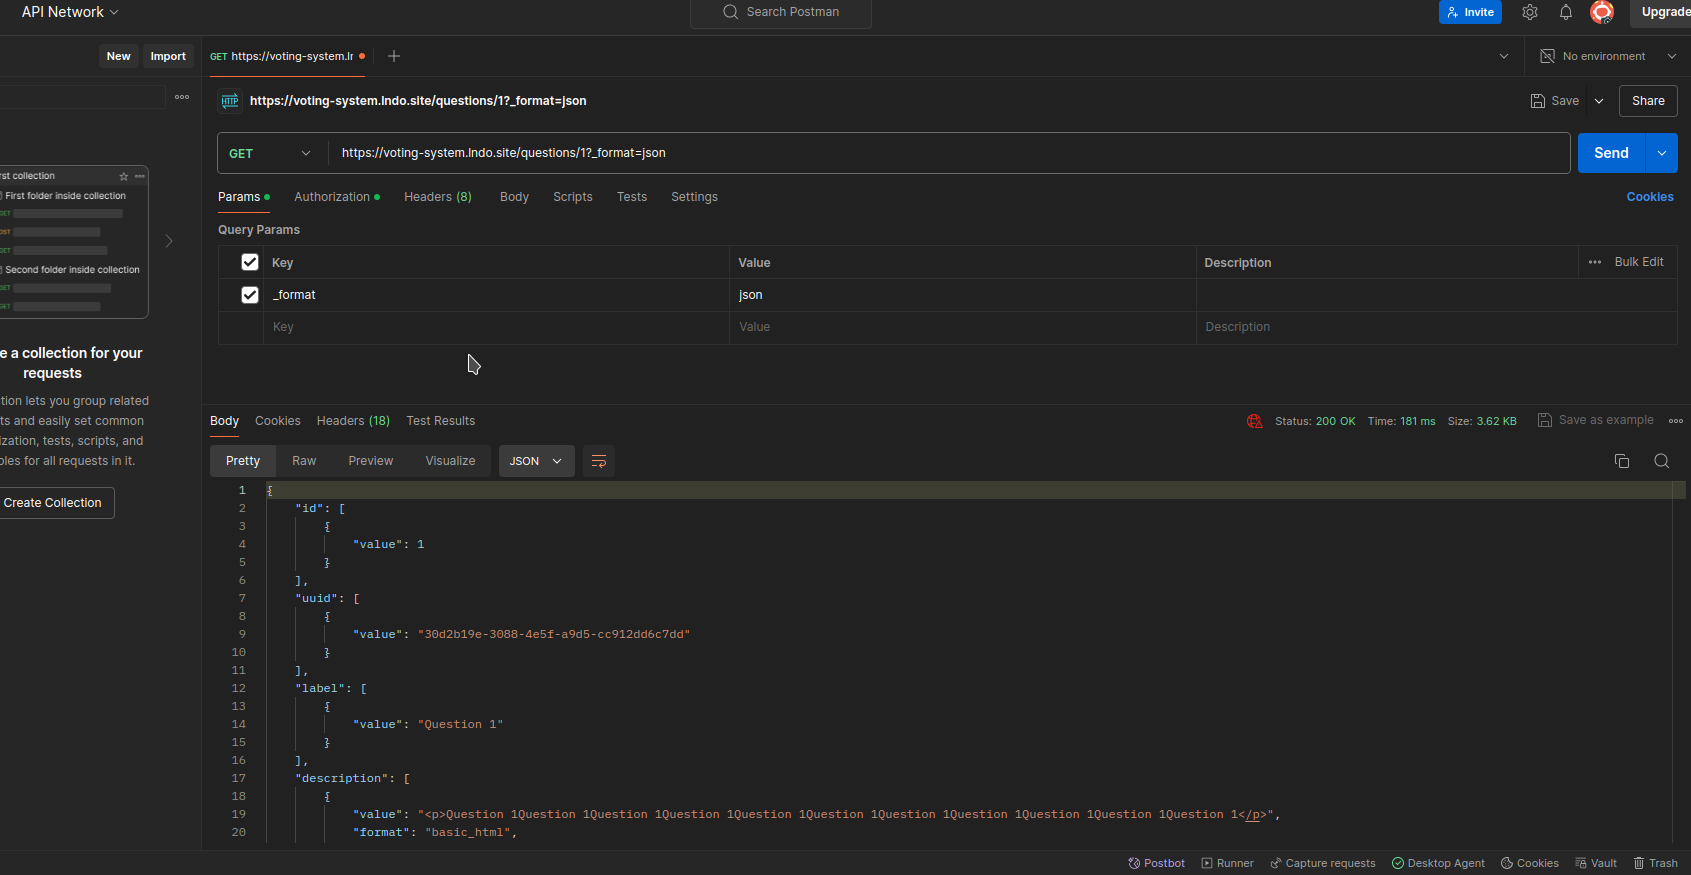 API Network
Search Postman
Invite
Upgrade
New
Import
GET https://voting-system.lr
No environment
HTTP https://voting-system.lndo.site/questions/1?_format=json
Save
Share
GET
https://voting-system.lndo.site/questions/1?_format=json
Send
Params
Authorization
Headers (8)
Body
Scripts
Tests
Settings
Cookies
Query Params
Key
Value
Description
Bulk Edit
_format
json
Key
Value
Description
rst collection
First folder inside collection
GET
OST
GET
Second folder inside collection
GET
GET
e a collection for your
requests
tion lets you group related
ts and easily set common
ization, tests, scripts, and
bles for all requests in it.
Create Collection
Body
Cookies
Headers (18)
Test Results
Status: 200 OK
Time: 181 ms
Size: 3.62 KB
Save as example
Pretty
Raw
Preview
Visualize
JSON
1 {
2 "id": [
3 {
4 "value": 1
5 }
6 ],
7 "uuid": [
8 {
9 "value": "30d2b19e-3088-4e5f-a9d5-cc912dd6c7dd"
10 }
11 ],
12 "label": [
13 {
14 "value": "Question 1"
15 }
16 ],
17 "description": [
18 {
19 "value": "<p>Question 1Question 1Question 1Question 1Question 1Question 1Question 1Question 1Question 1Question 1Question 1</p>",
20 "format": "basic_html",
Postbot
Runner
Capture requests
Desktop Agent
Cookies
Vault
Trash